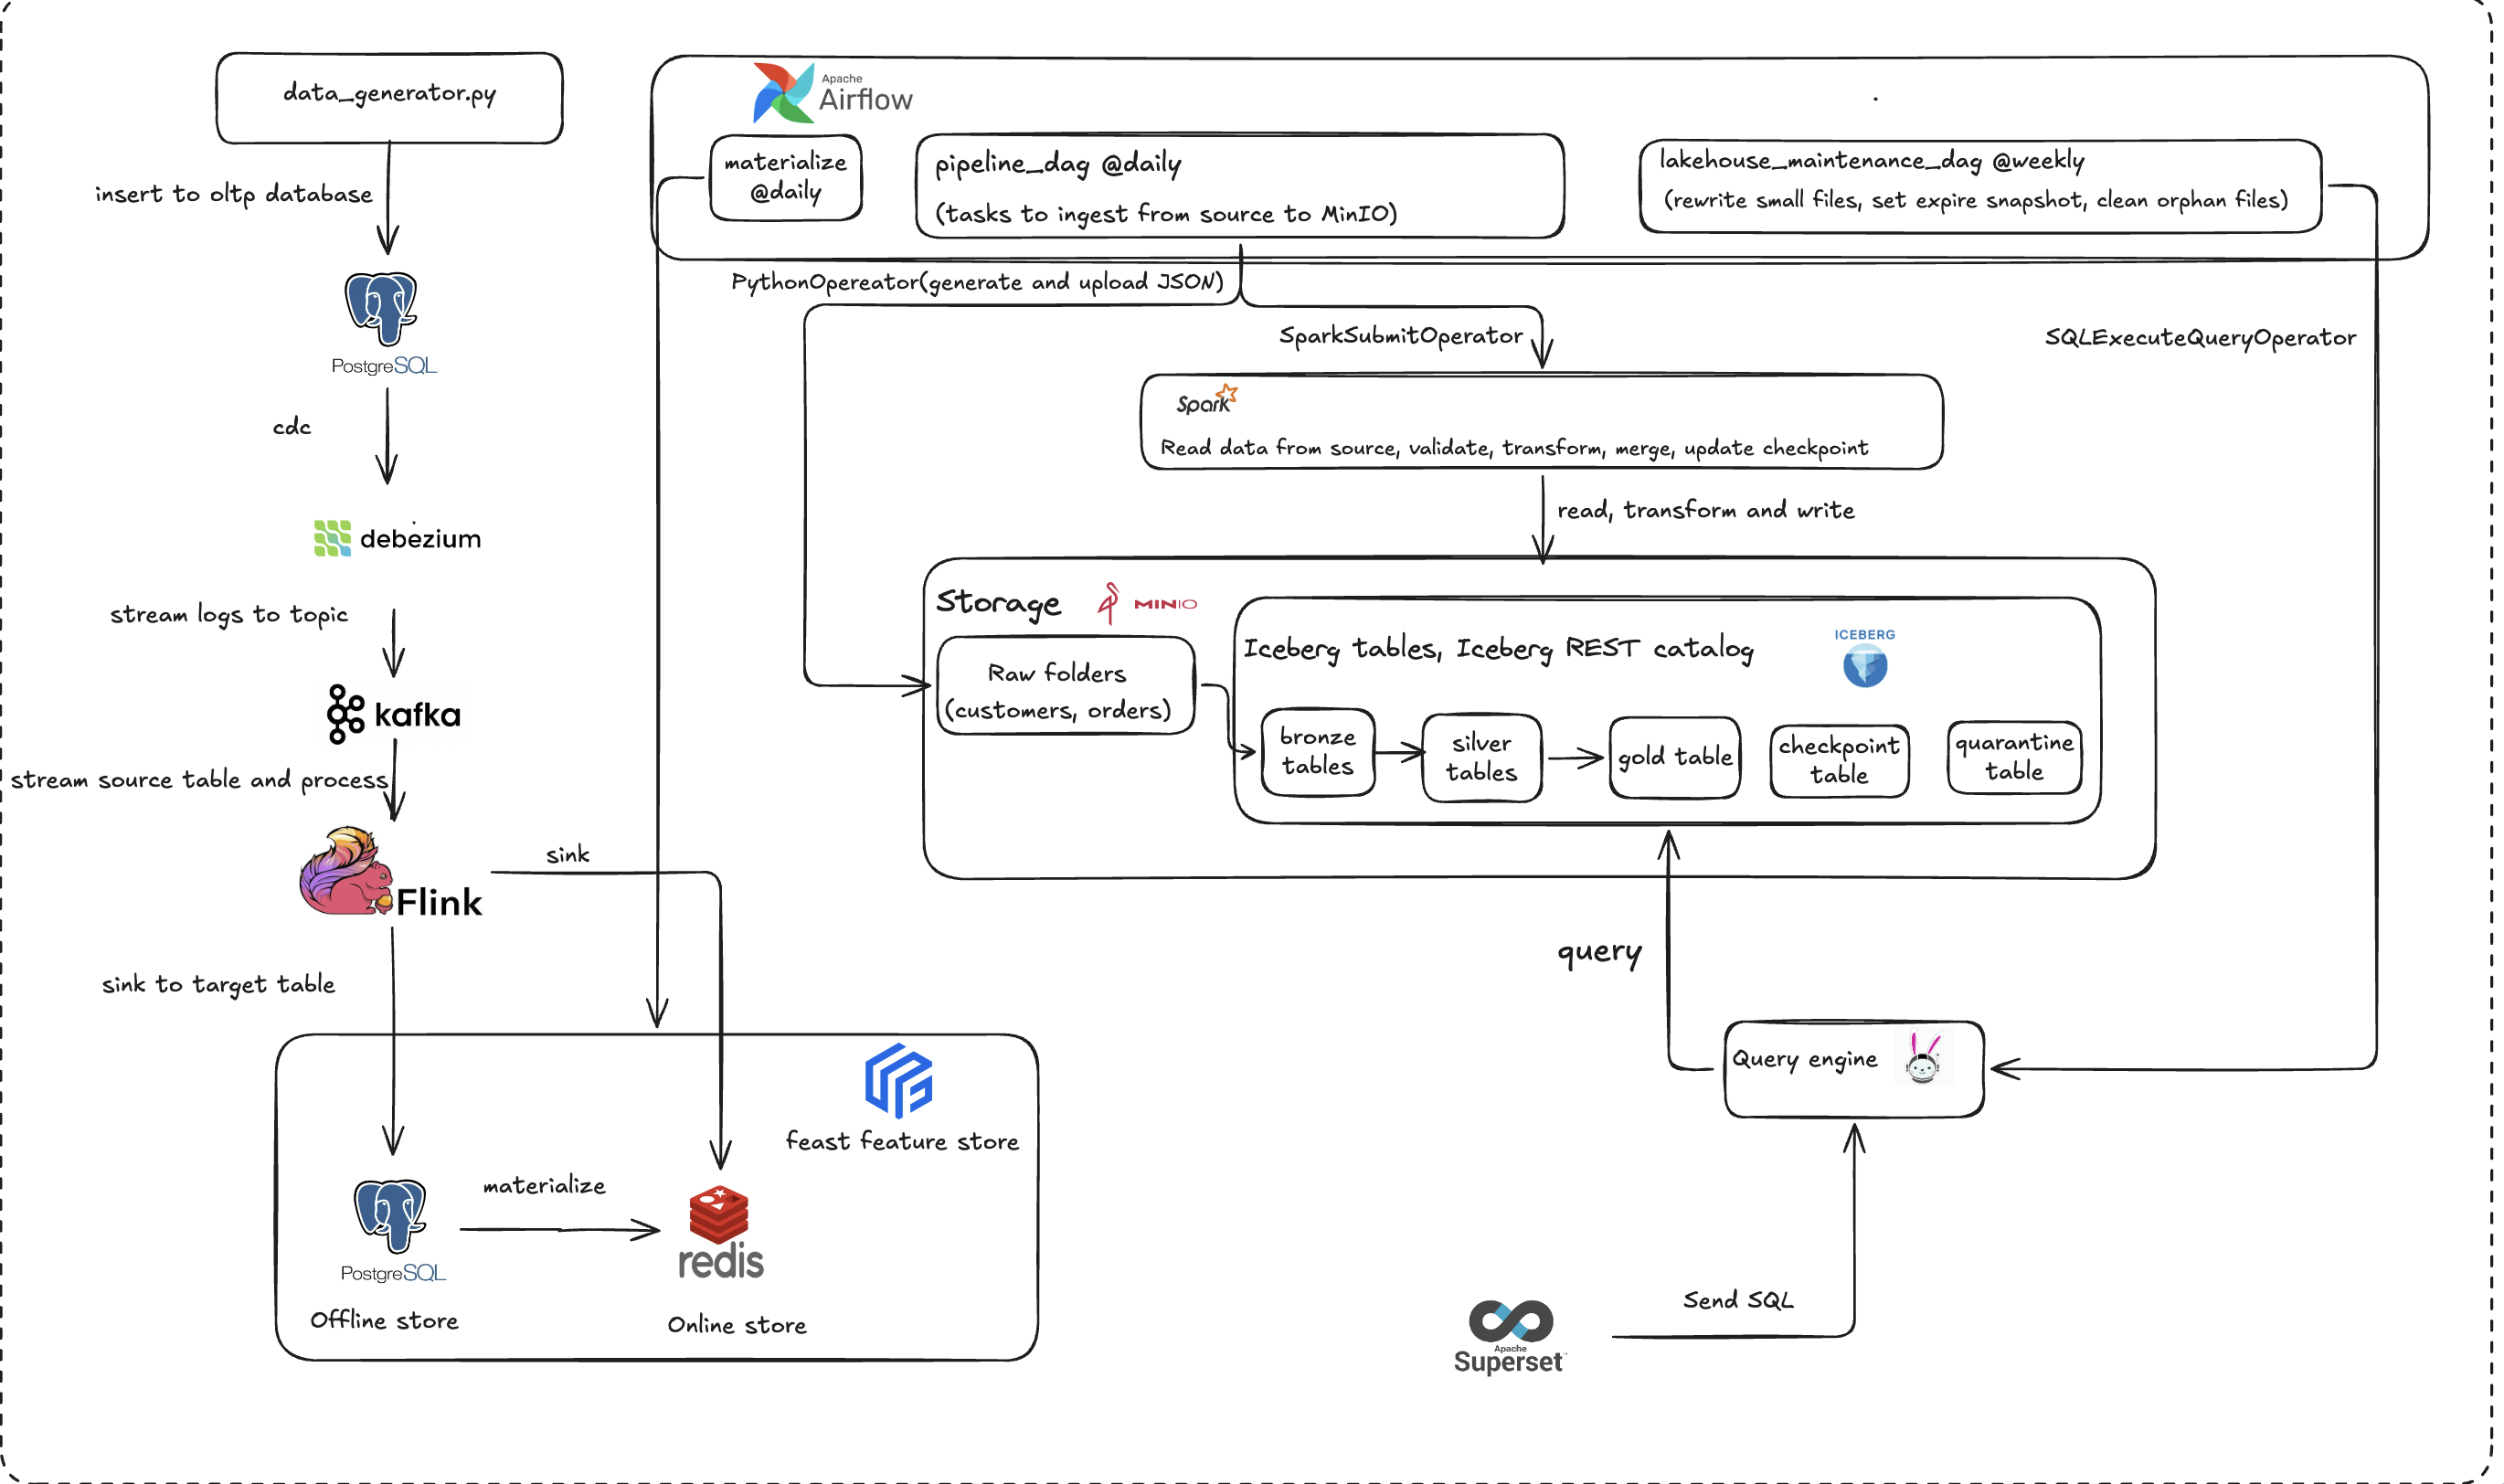 data_generator.py
insert to oltp database
PostgreSQL
cdc
debezium
stream logs to topic
kafka
stream source table and process
Flink
sink
sink to target table
Apache
Airflow
materialize
@daily
pipeline_dag @daily
(tasks to ingest from source to MinIO)
lakehouse_maintenance_dag @weekly
(rewrite small files, set expire snapshot, clean orphan files)
PythonOpereator(generate and upload JSON)
SparkSubmitOperator
SQLExecuteQueryOperator
Spark
Read data from source, validate, transform, merge, update checkpoint
read, transform and write
Storage
MINIO
Raw folders
(customers, orders)
Iceberg tables, Iceberg REST catalog
ICEBERG
bronze
tables
silver
tables
gold table
checkpoint
table
quarantine
table
query
Query engine
Send SQL
Apache
Superset
feast feature store
PostgreSQL
Offline store
materialize
redis
Online store